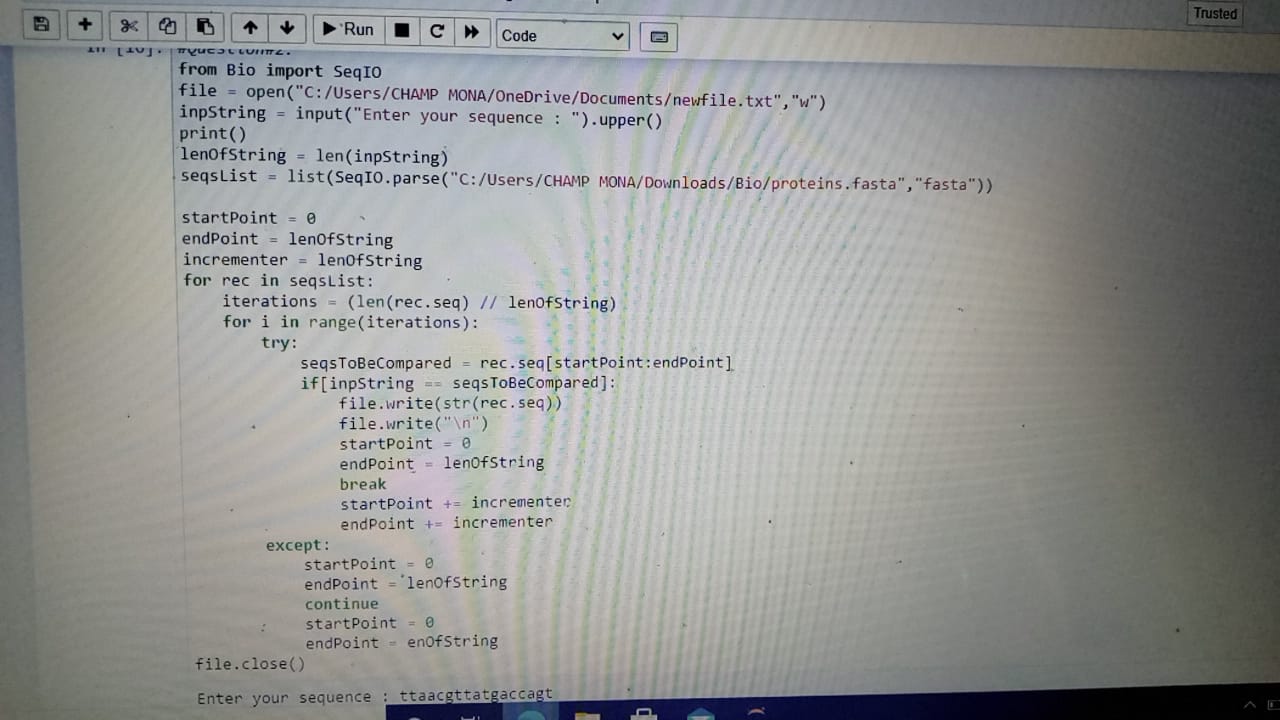 Trusted
Run
Code
In [10]: #Question#2.
from Bio import SeqIO
file = open("C:/Users/CHAMP MONA/OneDrive/Documents/newfile.txt","w")
inpString = input("Enter your sequence : ").upper()
print()
lenOfString = len(inpString)
seqsList = list(SeqIO.parse("C:/Users/CHAMP MONA/Downloads/Bio/proteins.fasta","fasta"))
startPoint = 0
endPoint = lenOfString
incrementer = lenOfString
for rec in seqsList:
    iterations = (len(rec.seq) // lenOfString)
    for i in range(iterations):
        try:
            seqsToBeCompared = rec.seq[startPoint:endPoint]
            if[inpString == seqsToBeCompared]:
                file.write(str(rec.seq))
                file.write("\n")
                startPoint = 0
                endPoint = lenOfString
                break
                startPoint += incrementer
                endPoint += incrementer
        except:
            startPoint = 0
            endPoint = lenOfString
            continue
            startPoint = 0
            endPoint = enOfString
file.close()
Enter your sequence : ttaacgttatgaccagt